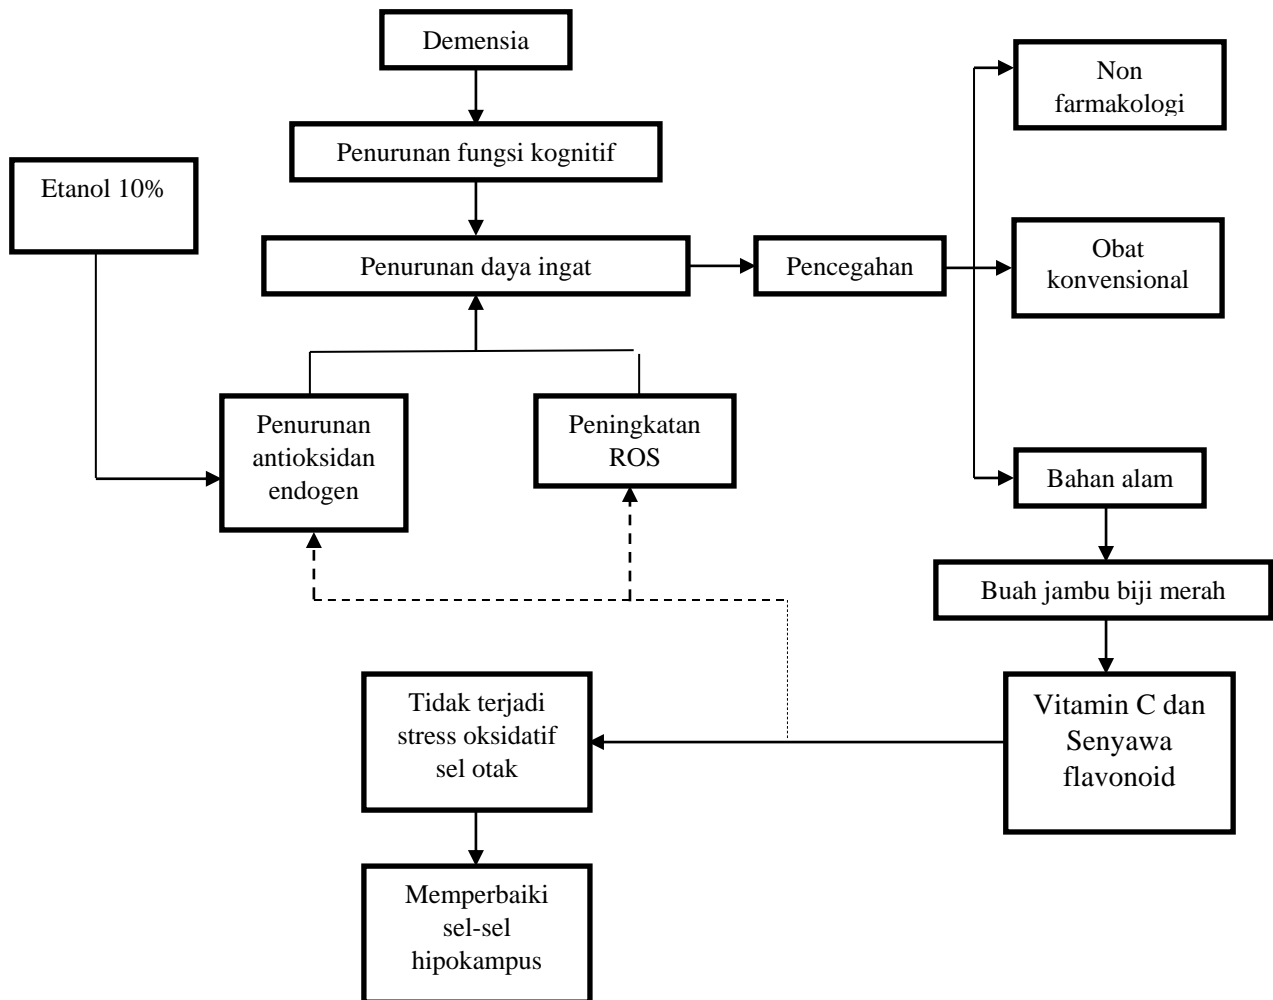 Demensia
Non
farmakologi
Penurunan fungsi kognitif
Etanol 10%
Penurunan daya ingat
Pencegahan
Obat
konvensional
Penurunan
antioksidan
endogen
Peningkatan
ROS
Bahan alam
Buah jambu biji merah
Tidak terjadi
stress oksidatif
sel otak
Vitamin C dan
Senyawa
flavonoid
Memperbaiki
sel-sel
hipokampus